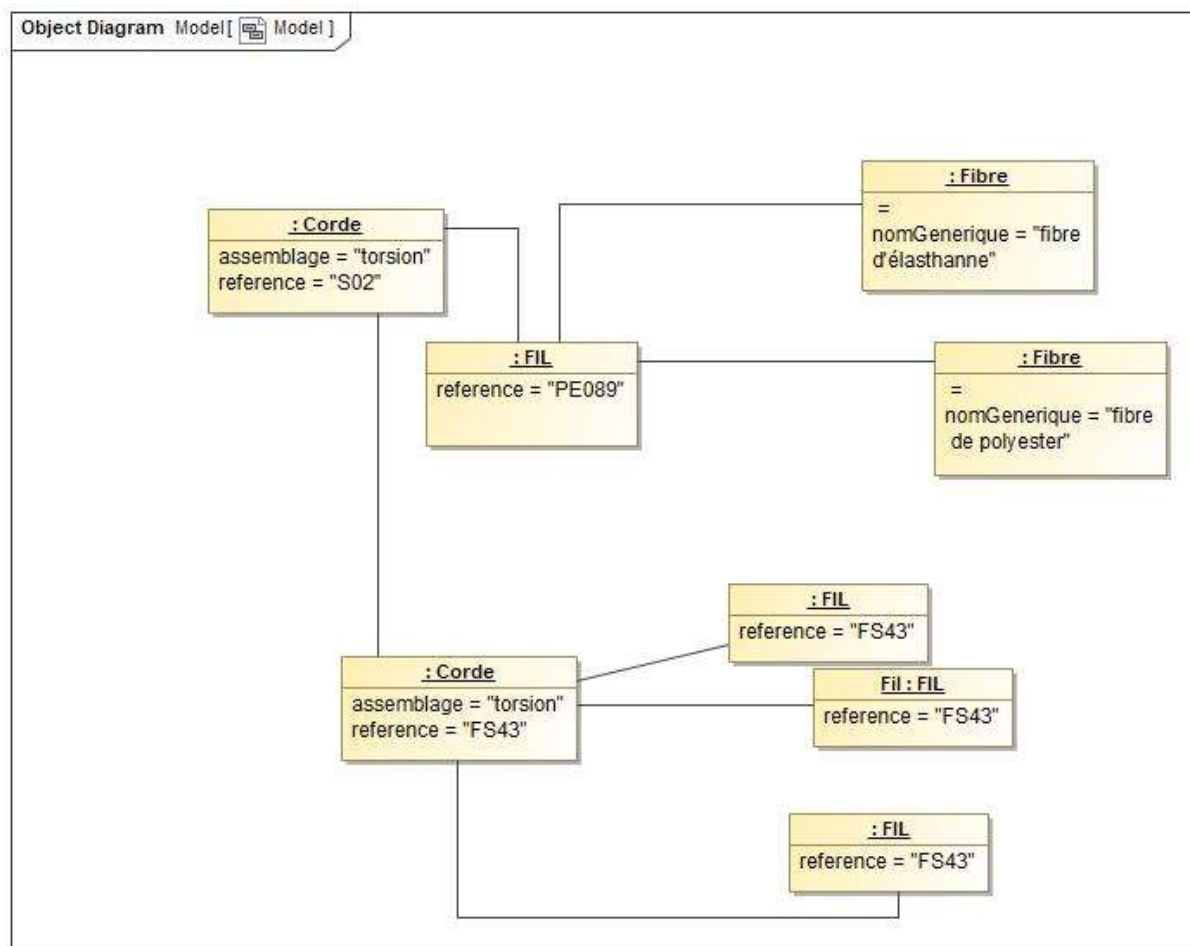 Object Diagram Model[ Model ]
: Fibre
=
nomGenerique = "fibre
d'élasthanne"
: Corde
assemblage = "torsion"
reference = "S02"
: FIL
reference = "PE089"
: Fibre
=
nomGenerique = "fibre
de polyester"
: FIL
reference = "FS43"
: Corde
assemblage = "torsion"
reference = "FS43"
Fil : FIL
reference = "FS43"
: FIL
reference = "FS43"